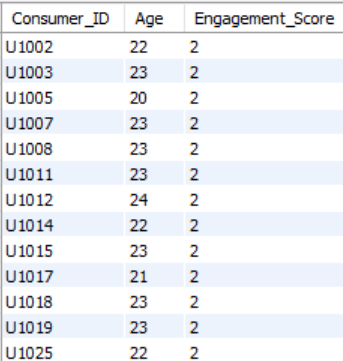 Consumer_ID Age Engagement_Score
U1002 22 2
U1003 23 2
U1005 20 2
U1007 23 2
U1008 23 2
U1011 23 2
U1012 24 2
U1014 22 2
U1015 23 2
U1017 21 2
U1018 23 2
U1019 23 2
U1025 22 2